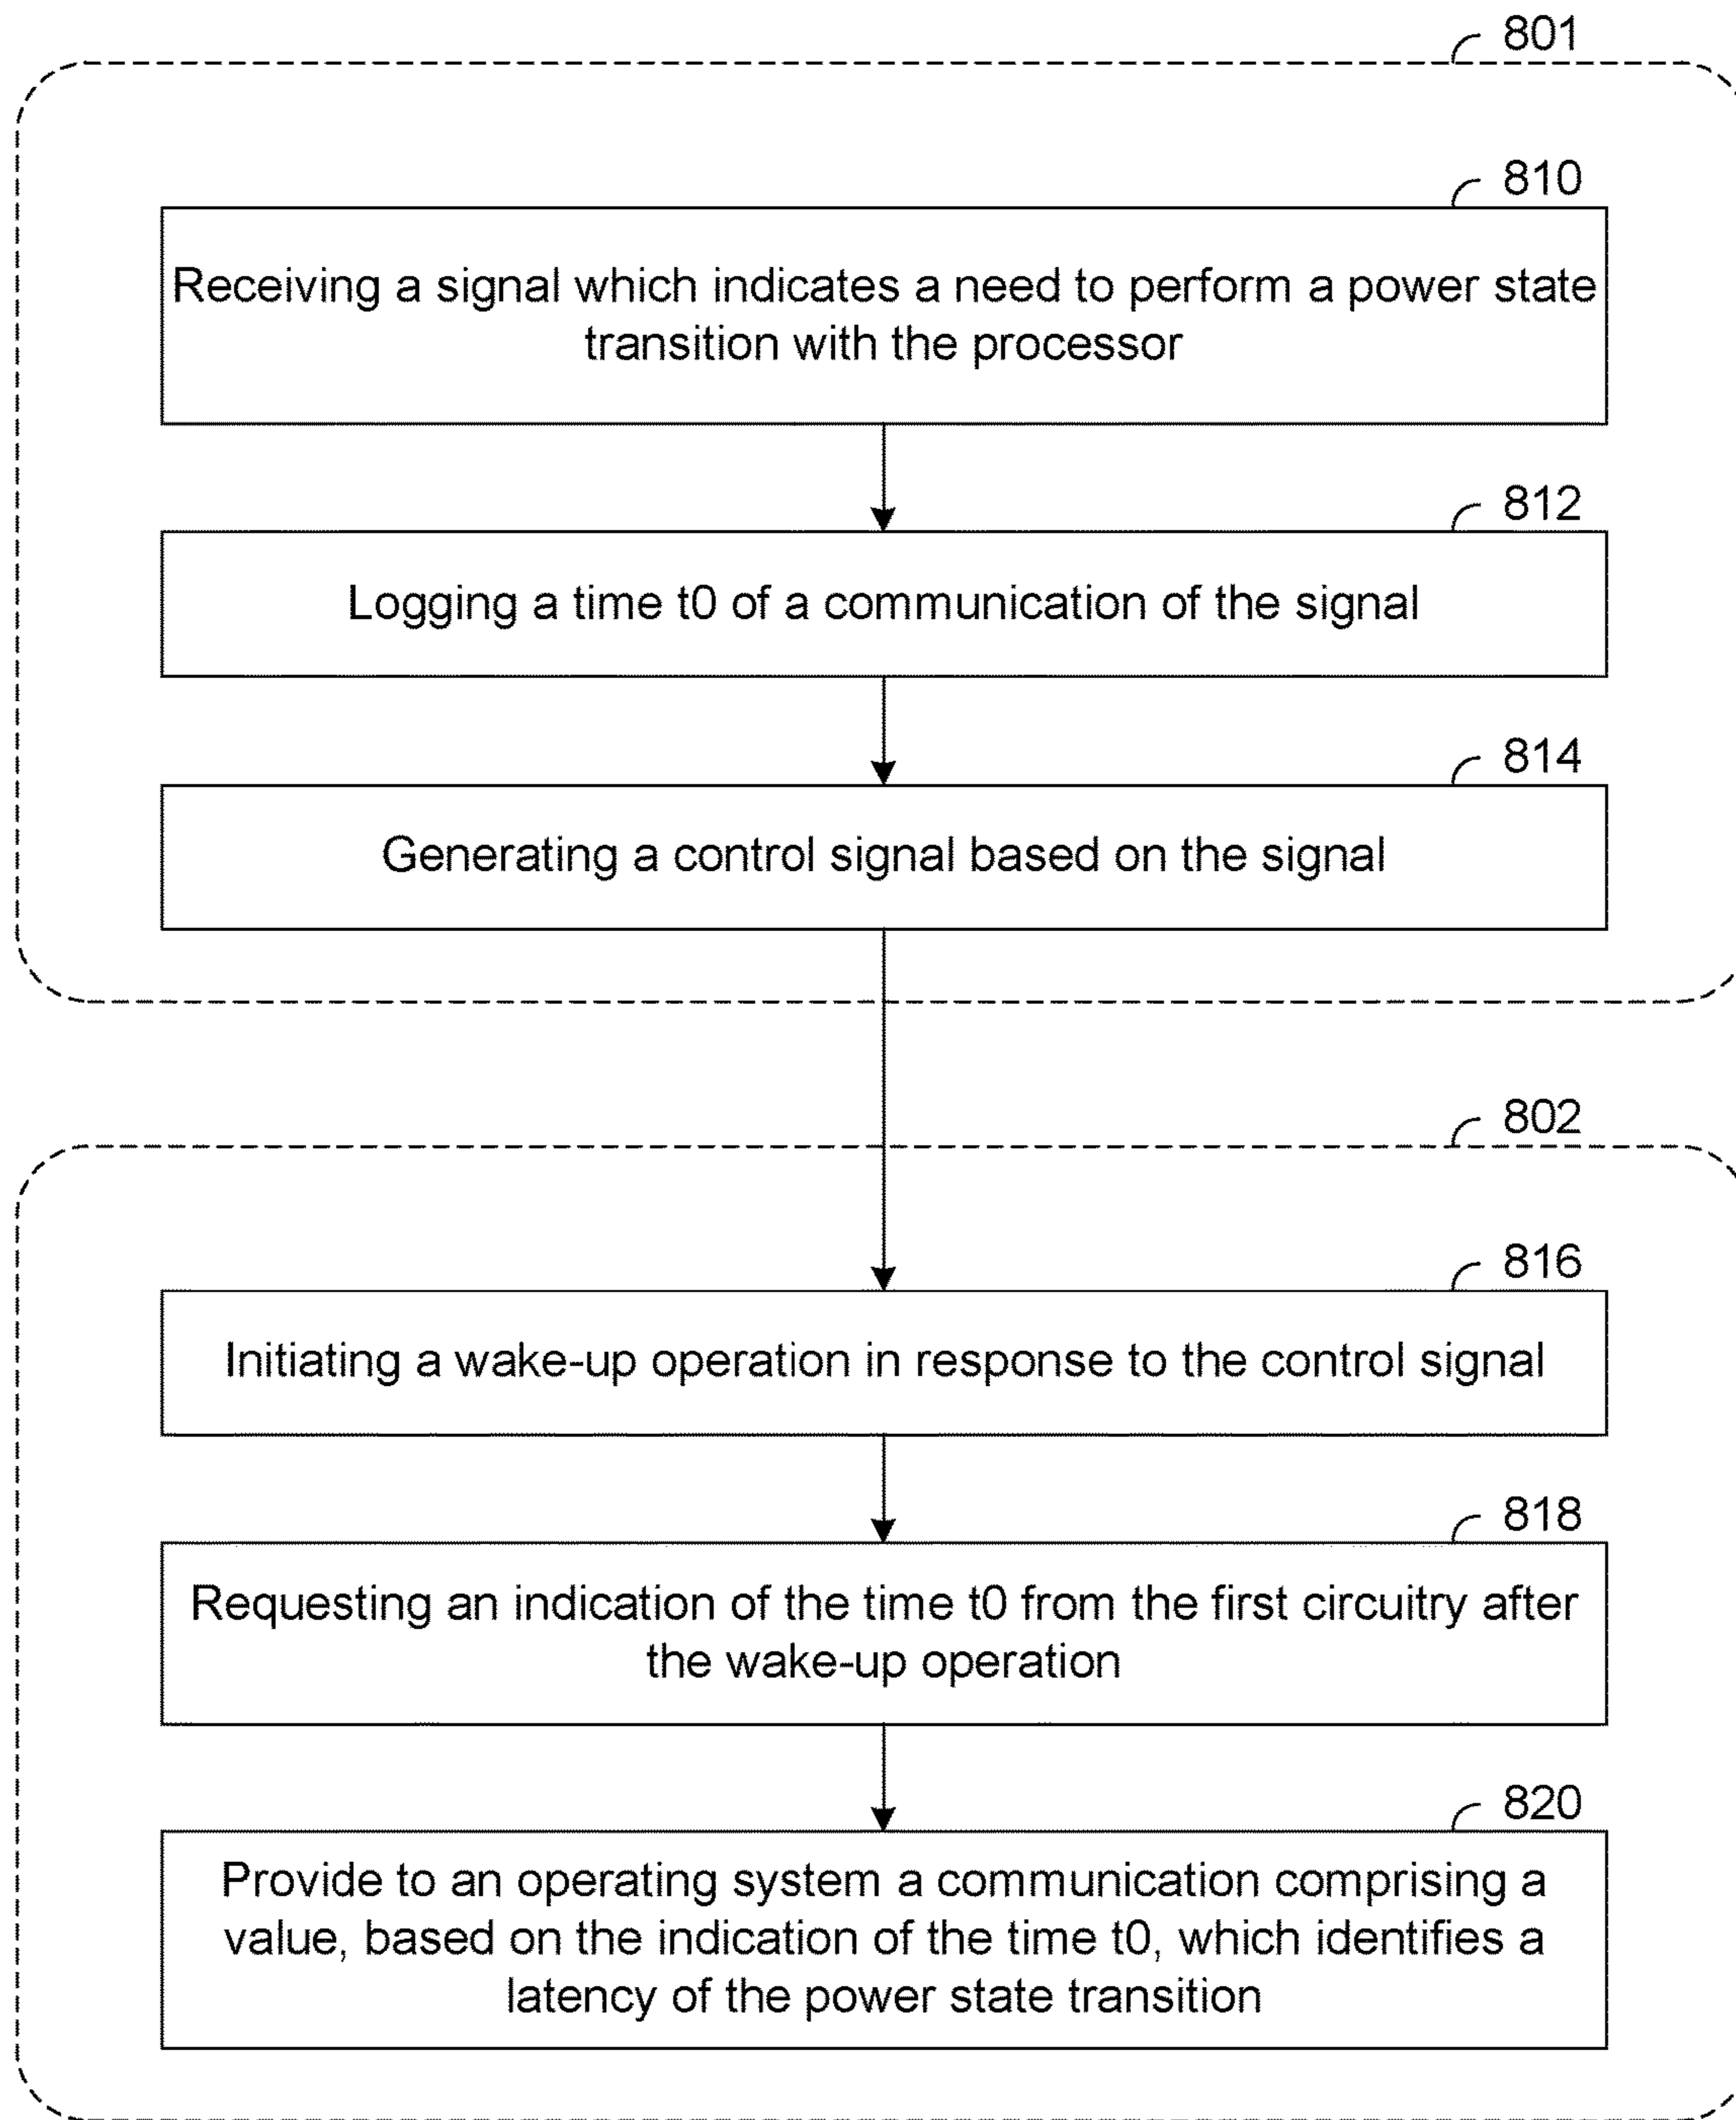 801
810
Receiving a signal which indicates a need to perform a power state
transition with the processor
812
Logging a time t0 of a communication of the signal
814
Generating a control signal based on the signal
802
816
Initiating a wake-up operation in response to the control signal
818
Requesting an indication of the time t0 from the first circuitry after
the wake-up operation
820
Provide to an operating system a communication comprising a
value, based on the indication of the time t0, which identifies a
latency of the power state transition